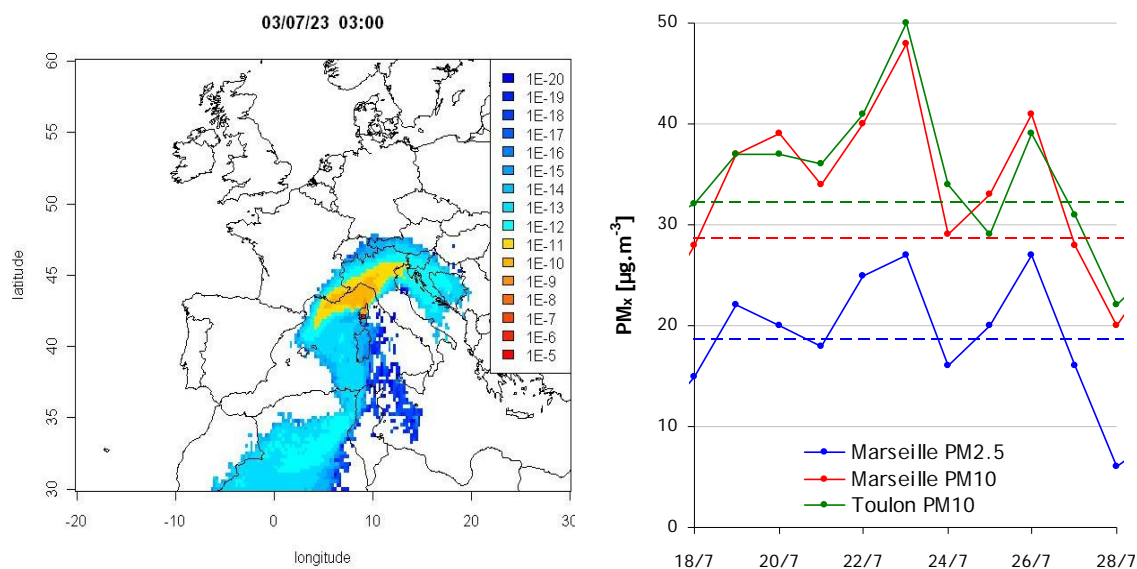 03/07/23 03:00
latitude
60
55
50
45
40
35
30
-20
-10
0
10
20
30
longitude
1E-20
1E-19
1E-18
1E-17
1E-16
1E-15
1E-14
1E-13
1E-12
1E-11
1E-10
1E-9
1E-8
1E-7
1E-6
1E-5
PMx [µg.m-3]
50
40
30
20
10
0
Marseille PM2.5
Marseille PM10
Toulon PM10
18/7
20/7
22/7
24/7
26/7
28/7